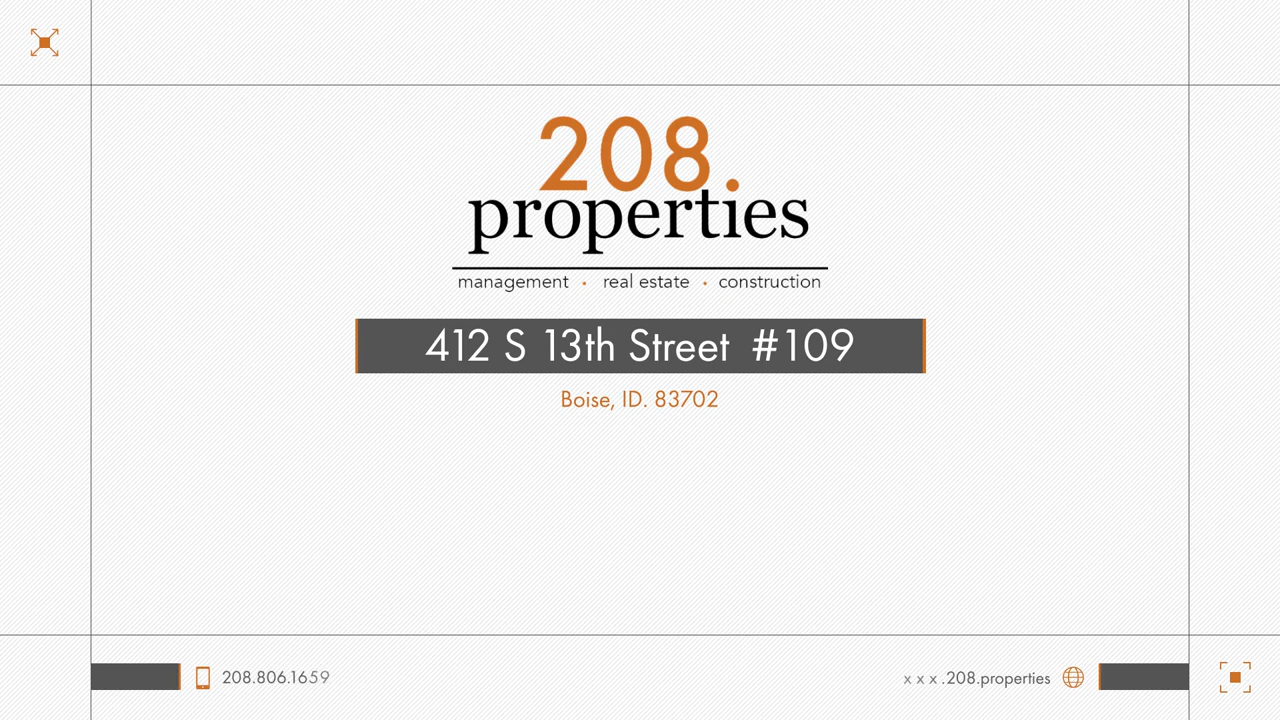 208.
properties
management • real estate • construction
412 S 13th Street #109
Boise, ID. 83702
208.806.1659
x x x .208.properties